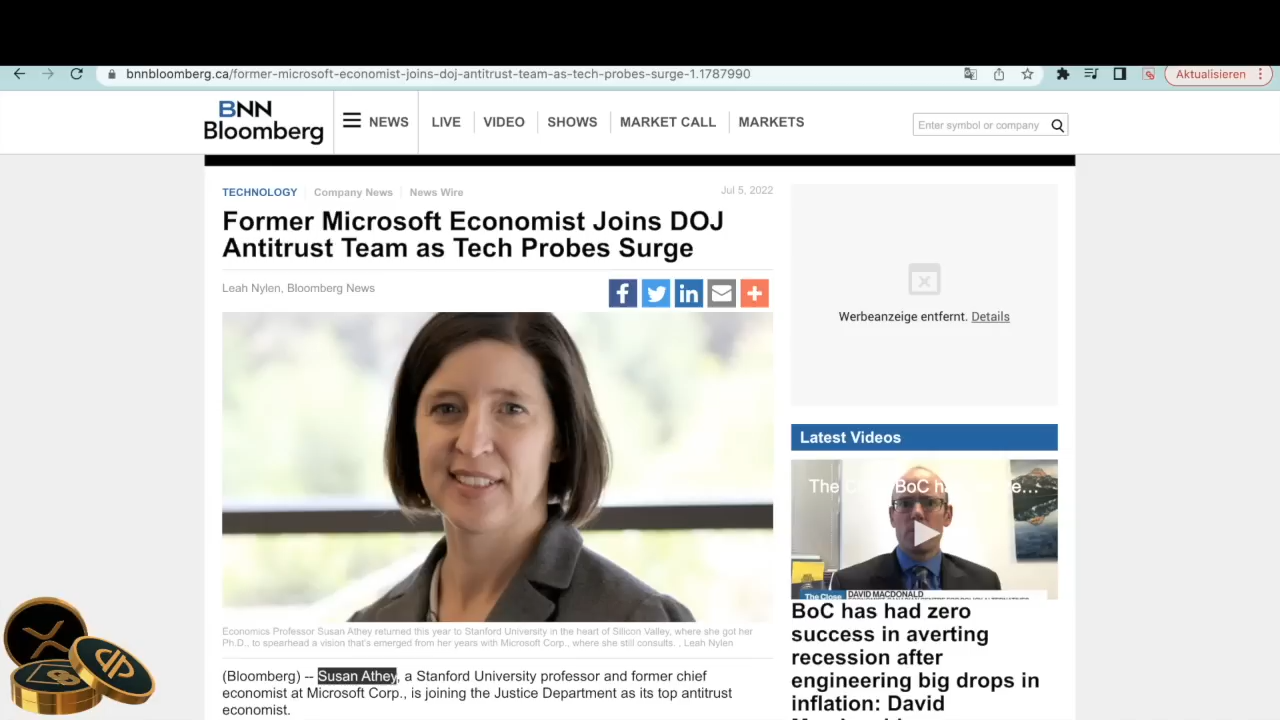 bnnbloomberg.ca/former-microsoft-economist-joins-doj-antitrust-team-as-tech-probes-surge-1.1787990
Aktualisieren
BNN
Bloomberg
NEWS
LIVE
VIDEO
SHOWS
MARKET CALL
MARKETS
Enter symbol or company
TECHNOLOGY
Company News
News Wire
Jul 5, 2022
Former Microsoft Economist Joins DOJ
Antitrust Team as Tech Probes Surge
Leah Nylen, Bloomberg News
Economics Professor Susan Athey returned this year to Stanford University in the heart of Silicon Valley, where she got her
Ph.D., to spearhead a vision that's emerged from her years with Microsoft Corp., where she still consults. , Leah Nylen
(Bloomberg) -- Susan Athey, a Stanford University professor and former chief
economist at Microsoft Corp., is joining the Justice Department as its top antitrust
economist.
Werbeanzeige entfernt. Details
Latest Videos
The BoC
The Close
DAVID MACDONALD
BoC has had zero
success in averting
recession after
engineering big drops in
inflation: David